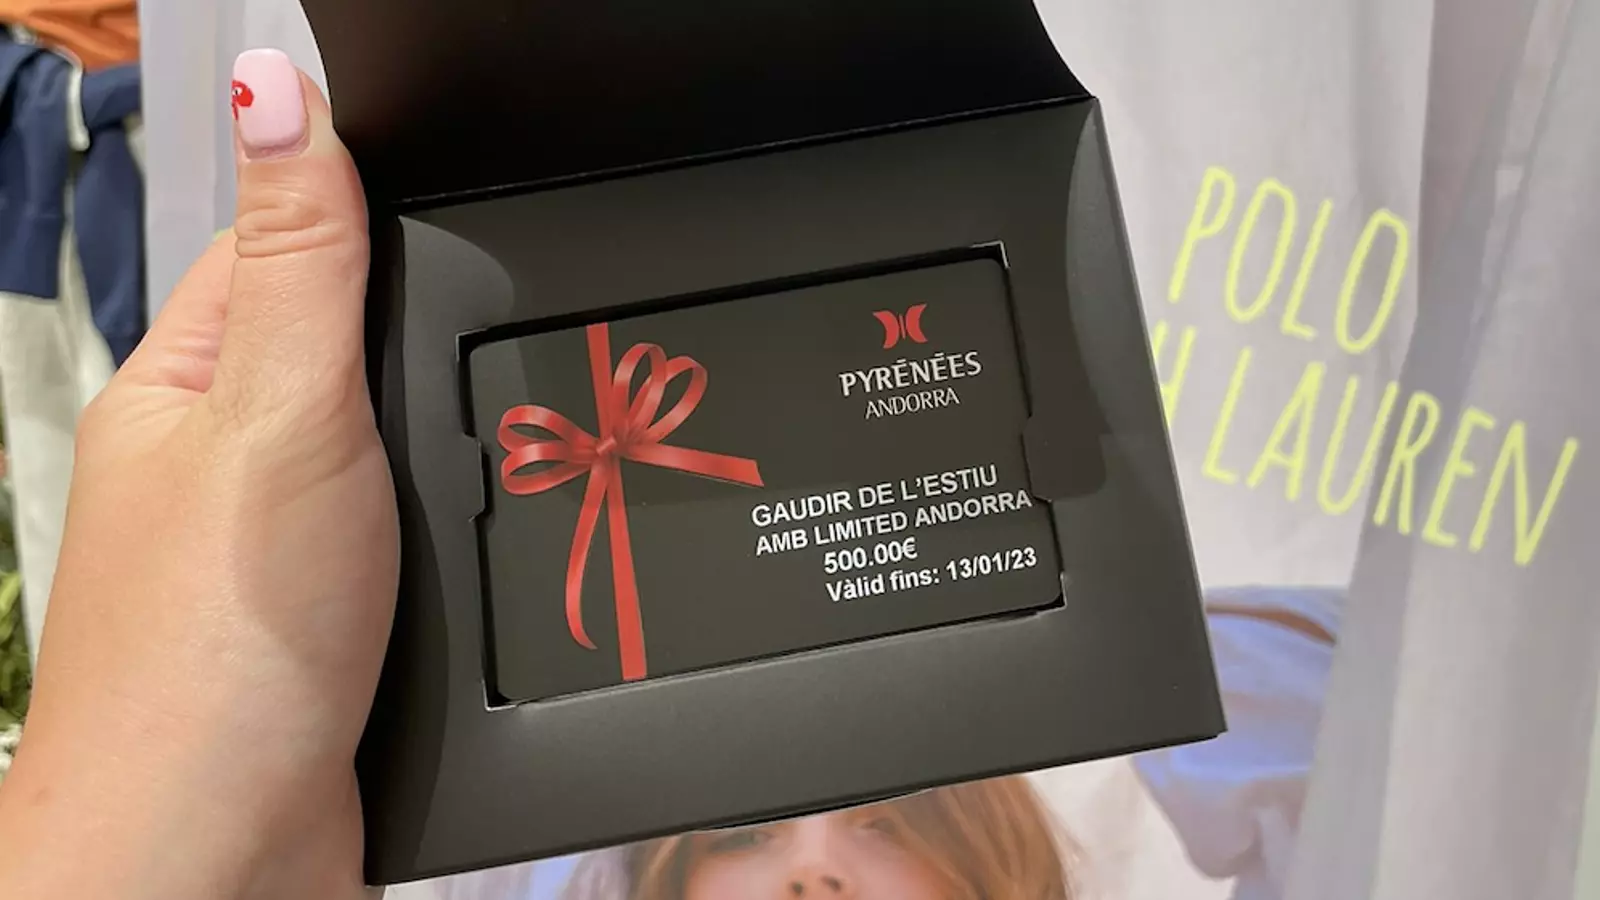 PYRÉNÉES
ANDORRA
GAUDIR DE L'ESTIU
AMB LIMITED ANDORRA
500.00€
Vàlid fins: 13/01/23
POLO
H LAUREN